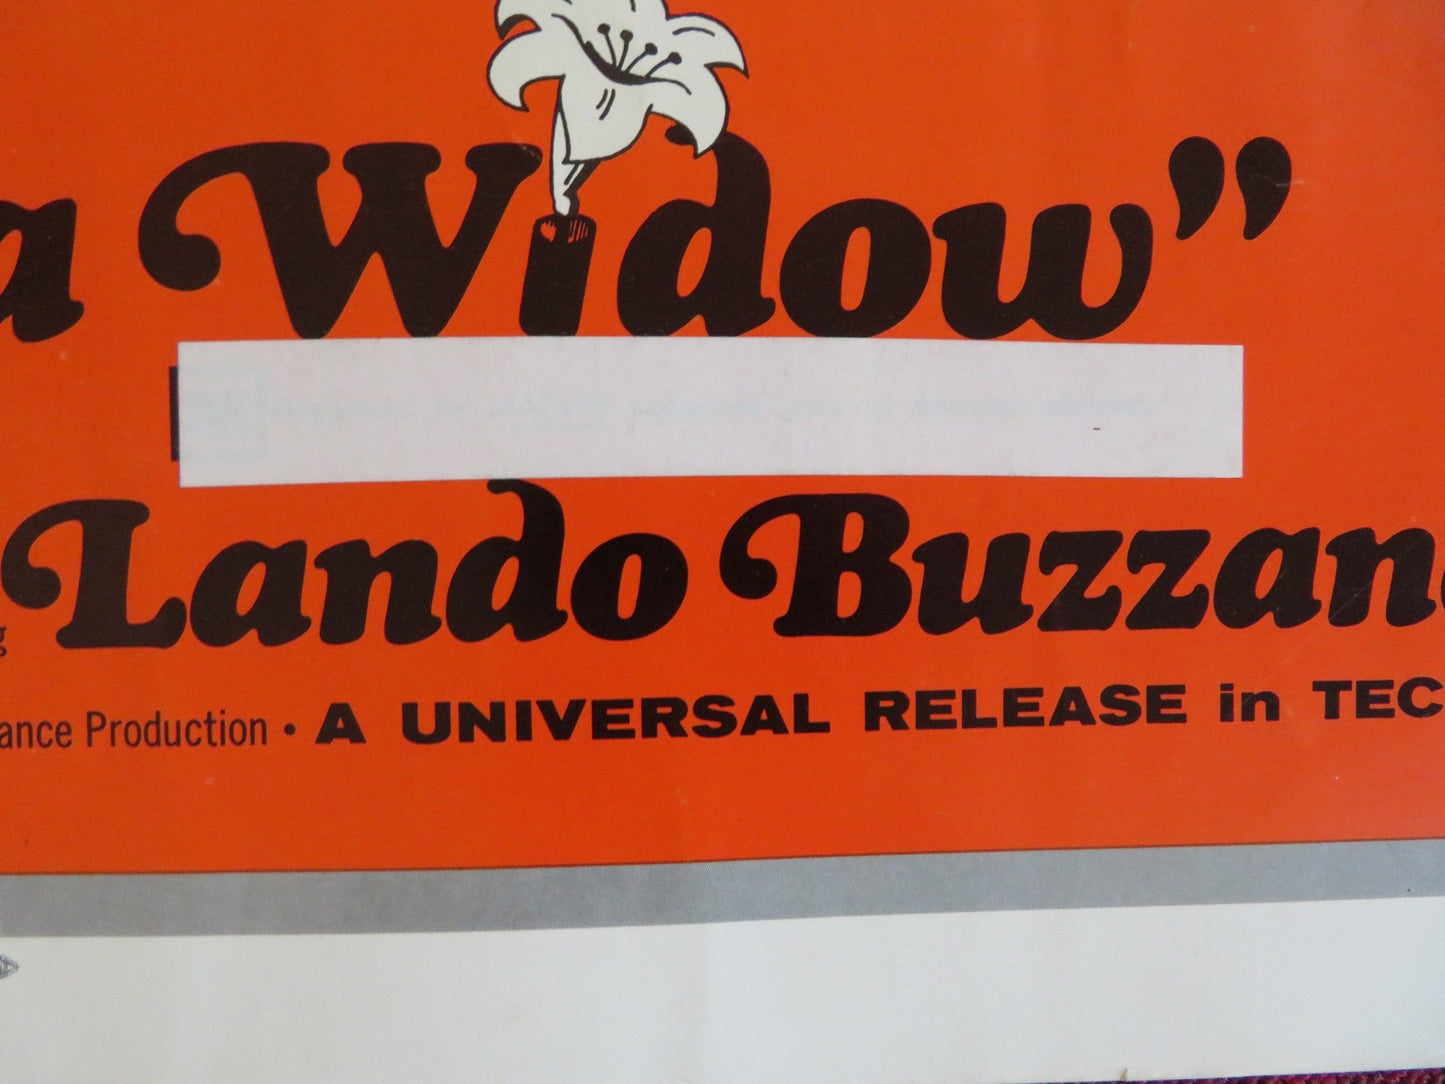 a Widow”
g Lando Buzzan
ance Production • A UNIVERSAL RELEASE in TEC